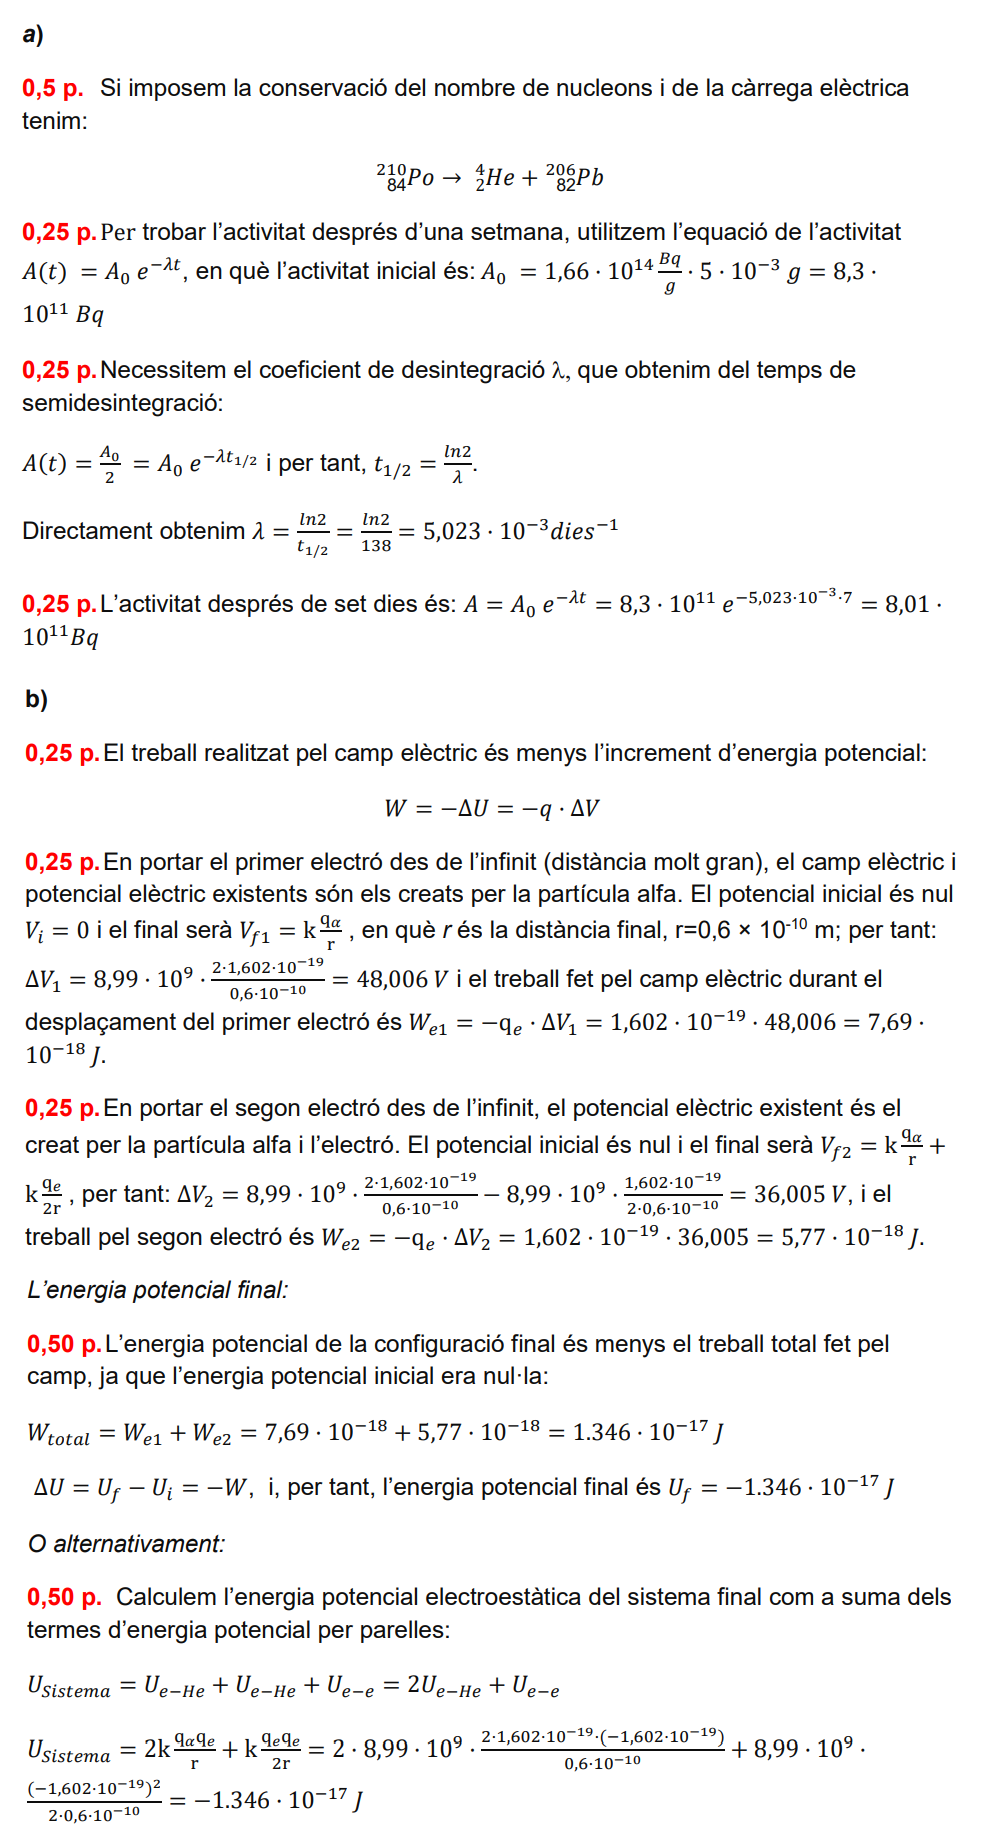 a)
0,5 p. Si imposem la conservació del nombre de nucleons i de la càrrega elèctrica
tenim:
$^{210}_{84}Po \rightarrow \, ^{4}_{2}He + \, ^{206}_{82}Pb$
0,25 p. Per trobar l’activitat després d’una setmana, utilitzem l’equació de l’activitat
$A(t) = A_0 \, e^{-\lambda t}$, en què l’activitat inicial és: $A_0 = 1,66 \cdot 10^{14} \frac{Bq}{g} \cdot 5 \cdot 10^{-3} \, g = 8,3 \cdot$
$10^{11} \, Bq$
0,25 p. Necessitem el coeficient de desintegració λ, que obtenim del temps de
semidesintegració:
$A(t) = \frac{A_0}{2} = A_0 \, e^{-\lambda t_{1/2}}$ i per tant, $t_{1/2} = \frac{ln2}{\lambda}$.
Directament obtenim $\lambda = \frac{ln2}{t_{1/2}} = \frac{ln2}{138} = 5,023 \cdot 10^{-3} dies^{-1}$
0,25 p. L’activitat després de set dies és: $A = A_0 \, e^{-\lambda t} = 8,3 \cdot 10^{11} \, e^{-5,023 \cdot 10^{-3} \cdot 7} = 8,01 \cdot$
$10^{11} Bq$
b)
0,25 p. El treball realitzat pel camp elèctric és menys l’increment d’energia potencial:
$W = -\Delta U = -q \cdot \Delta V$
0,25 p. En portar el primer electró des de l’infinit (distància molt gran), el camp elèctric i
potencial elèctric existents són els creats per la partícula alfa. El potencial inicial és nul
$V_i = 0$ i el final serà $V_{f1} = k \frac{q_\alpha}{r}$, en què r és la distància final, r=0,6 × 10$^{-10}$ m; per tant:
$\Delta V_1 = 8,99 \cdot 10^9 \cdot \frac{2 \cdot 1,602 \cdot 10^{-19}}{0,6 \cdot 10^{-10}} = 48,006 \, V$ i el treball fet pel camp elèctric durant el
desplaçament del primer electró és $W_{e1} = -q_e \cdot \Delta V_1 = 1,602 \cdot 10^{-19} \cdot 48,006 = 7,69 \cdot$
$10^{-18} \, J$.
0,25 p. En portar el segon electró des de l’infinit, el potencial elèctric existent és el
creat per la partícula alfa i l’electró. El potencial inicial és nul i el final serà $V_{f2} = k \frac{q_\alpha}{r} +$
$k \frac{q_e}{2r}$, per tant: $\Delta V_2 = 8,99 \cdot 10^9 \cdot \frac{2 \cdot 1,602 \cdot 10^{-19}}{0,6 \cdot 10^{-10}} - 8,99 \cdot 10^9 \cdot \frac{1,602 \cdot 10^{-19}}{2 \cdot 0,6 \cdot 10^{-10}} = 36,005 \, V$, i el
treball pel segon electró és $W_{e2} = -q_e \cdot \Delta V_2 = 1,602 \cdot 10^{-19} \cdot 36,005 = 5,77 \cdot 10^{-18} \, J$.
L’energia potencial final:
0,50 p. L’energia potencial de la configuració final és menys el treball total fet pel
camp, ja que l’energia potencial inicial era nul·la:
$W_{total} = W_{e1} + W_{e2} = 7,69 \cdot 10^{-18} + 5,77 \cdot 10^{-18} = 1.346 \cdot 10^{-17} \, J$
$\Delta U = U_f - U_i = -W$, i, per tant, l’energia potencial final és $U_f = -1.346 \cdot 10^{-17} \, J$
O alternativament:
0,50 p. Calculem l’energia potencial electroestàtica del sistema final com a suma dels
termes d’energia potencial per parelles:
$U_{Sistema} = U_{e-He} + U_{e-He} + U_{e-e} = 2U_{e-He} + U_{e-e}$
$U_{Sistema} = 2k \frac{q_\alpha q_e}{r} + k \frac{q_e q_e}{2r} = 2 \cdot 8,99 \cdot 10^9 \cdot \frac{2 \cdot 1,602 \cdot 10^{-19} \cdot (-1,602 \cdot 10^{-19})}{0,6 \cdot 10^{-10}} + 8,99 \cdot 10^9 \cdot$
$\frac{(-1,602 \cdot 10^{-19})^2}{2 \cdot 0,6 \cdot 10^{-10}} = -1.346 \cdot 10^{-17} \, J$